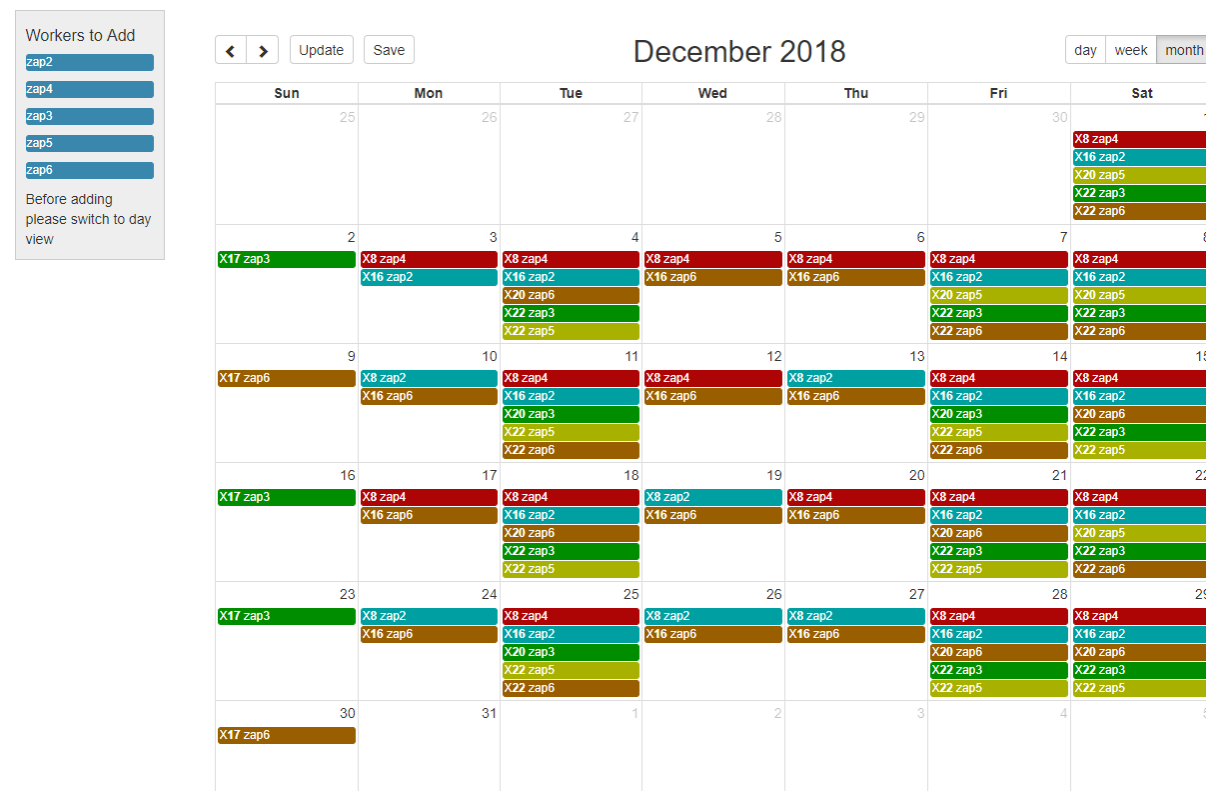 Workers to Add
zap2
zap4
zap3
zap5
zap6
Before adding
please switch to day
view
Update Save December 2018 day week month
Sun Mon Tue Wed Thu Fri Sat
25 26 27 28 29 30
X8 zap4
X16 zap2
X20 zap5
X22 zap3
X22 zap6
2 3 4 5 6 7 8
X17 zap3 X8 zap4 X8 zap4 X8 zap4 X8 zap4 X8 zap4 X8 zap4
X16 zap2 X16 zap2 X16 zap6 X16 zap6 X16 zap2 X16 zap2
X20 zap6 X20 zap5 X20 zap5
X22 zap3 X22 zap3 X22 zap3
X22 zap5 X22 zap6 X22 zap6
9 10 11 12 13 14 15
X17 zap6 X8 zap2 X8 zap4 X8 zap4 X8 zap2 X8 zap4 X8 zap4
X16 zap6 X16 zap2 X16 zap6 X16 zap6 X16 zap2 X16 zap2
X20 zap3 X20 zap3 X20 zap6
X22 zap5 X22 zap5 X22 zap3
X22 zap6 X22 zap6 X22 zap5
16 17 18 19 20 21 22
X17 zap3 X8 zap4 X8 zap4 X8 zap2 X8 zap4 X8 zap4 X8 zap4
X16 zap6 X16 zap2 X16 zap6 X16 zap6 X16 zap2 X16 zap2
X20 zap6 X20 zap6 X20 zap5
X22 zap3 X22 zap3 X22 zap3
X22 zap5 X22 zap5 X22 zap6
23 24 25 26 27 28 29
X17 zap3 X8 zap2 X8 zap4 X8 zap2 X8 zap2 X8 zap4 X8 zap4
X16 zap6 X16 zap2 X16 zap6 X16 zap6 X16 zap2 X16 zap2
X20 zap3 X20 zap6 X20 zap6
X22 zap5 X22 zap3 X22 zap3
X22 zap6 X22 zap5 X22 zap5
30 31 1 2 3 4
X17 zap6